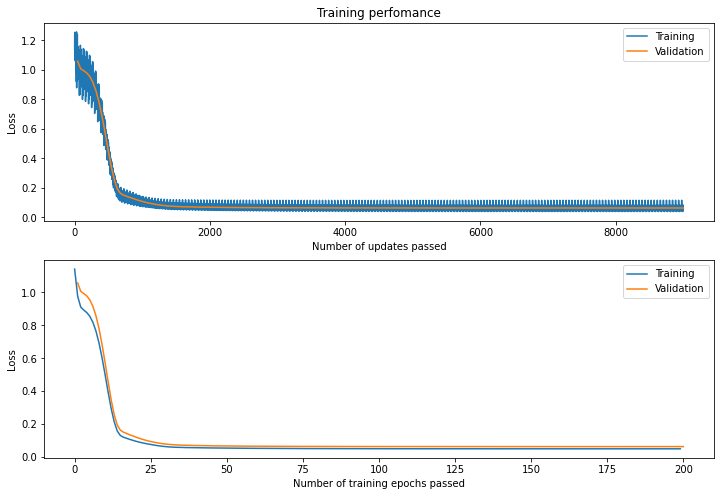 Training perfomance
Loss
1.2
1.0
0.8
0.6
0.4
0.2
0.0
Training
Validation
0 2000 4000 6000 8000
Number of updates passed
Loss
1.0
0.8
0.6
0.4
0.2
0.0
Training
Validation
0 25 50 75 100 125 150 175 200
Number of training epochs passed